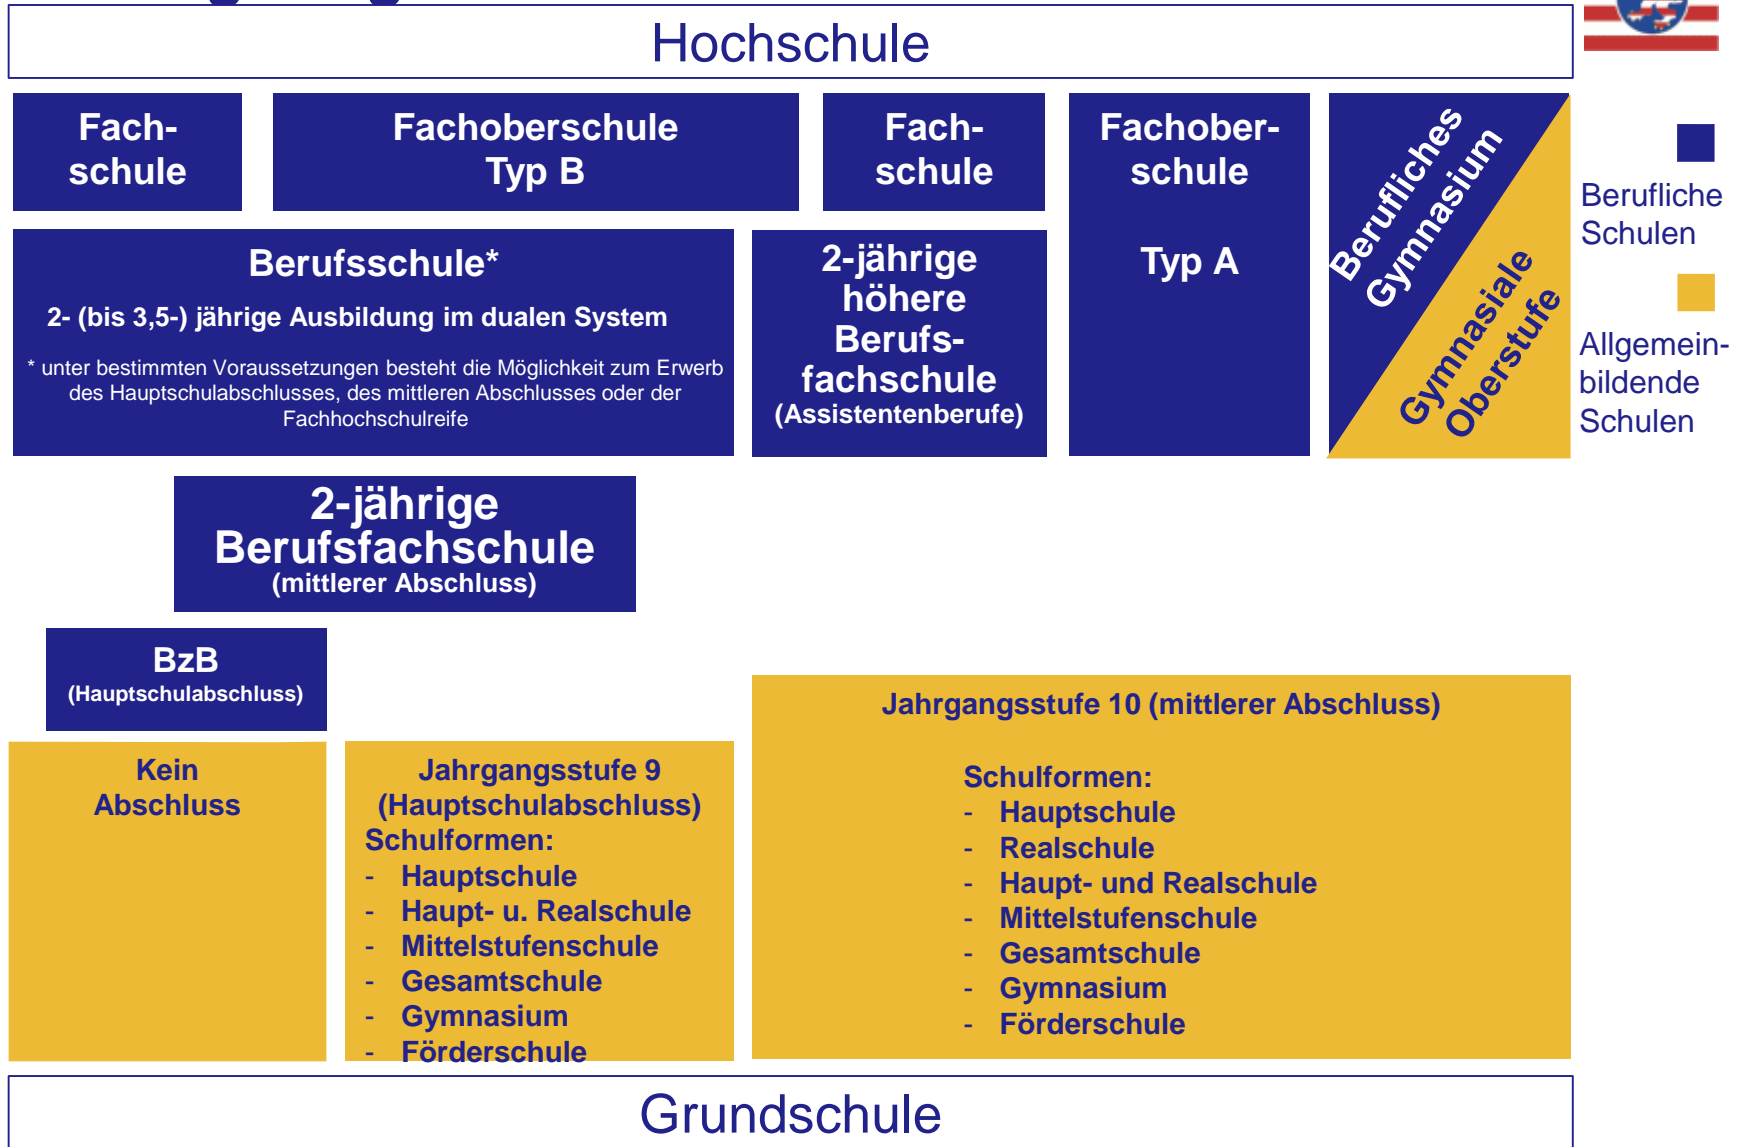 Hochschule
Fach-
schule
Fachoberschule
Typ B
Fach-
schule
Fachober-
schule
Typ A
Berufliches
Gymnasium
Gymnasiale
Oberstufe
Berufliche
Schulen
Allgemein-
bildende
Schulen
Berufsschule*
2- (bis 3,5-) jährige Ausbildung im dualen System
* unter bestimmten Voraussetzungen besteht die Möglichkeit zum Erwerb
des Hauptschulabschlusses, des mittleren Abschlusses oder der
Fachhochschulreife
2-jährige
höhere
Berufs-
fachschule
(Assistentenberufe)
2-jährige
Berufsfachschule
(mittlerer Abschluss)
BzB
(Hauptschulabschluss)
Kein
Abschluss
Jahrgangsstufe 9
(Hauptschulabschluss)
Schulformen:
- Hauptschule
- Haupt- u. Realschule
- Mittelstufenschule
- Gesamtschule
- Gymnasium
- Förderschule
Jahrgangsstufe 10 (mittlerer Abschluss)
Schulformen:
- Hauptschule
- Realschule
- Haupt- und Realschule
- Mittelstufenschule
- Gesamtschule
- Gymnasium
- Förderschule
Grundschule